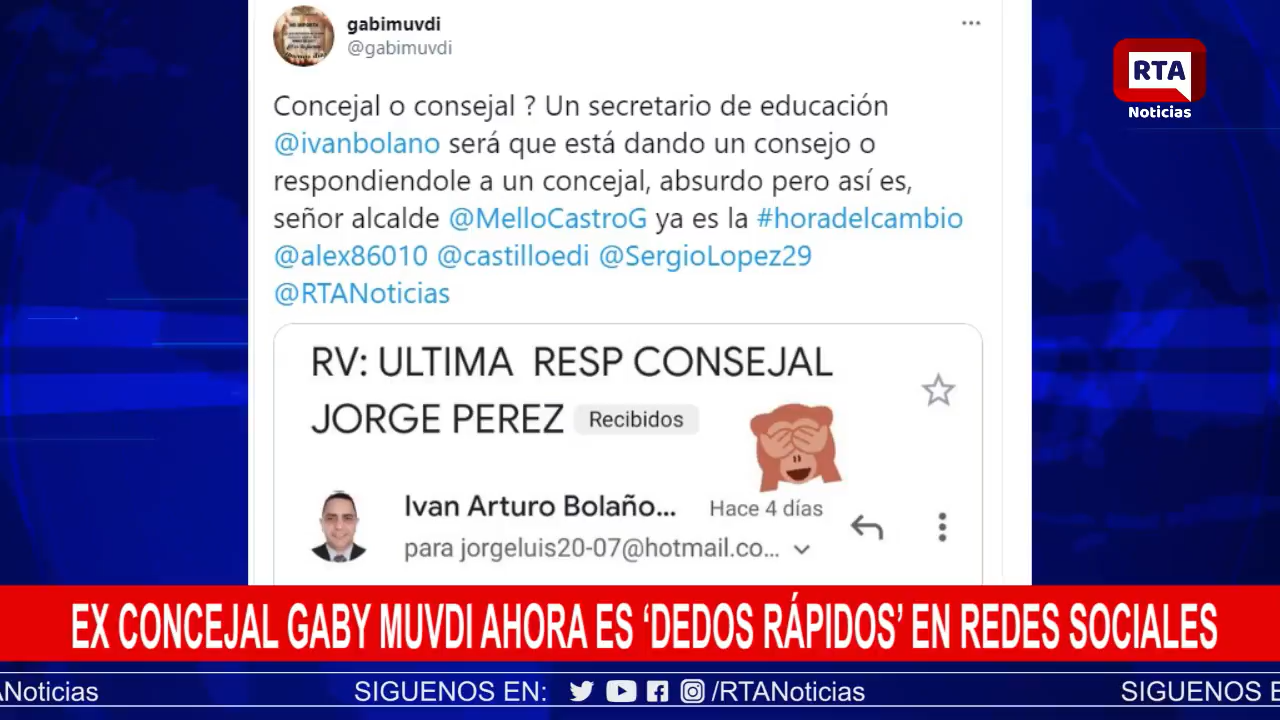 gabimuvdi
@gabimuvdi
RTA
Noticias
Concejal o consejal ? Un secretario de educación
@ivanbolano será que está dando un consejo o
respondiendole a un concejal, absurdo pero así es,
señor alcalde @MelloCastroG ya es la #horadelcambio
@alex86010 @castilloedi @SergioLopez29
@RTANoticias
RV: ULTIMA RESP CONSEJAL
JORGE PEREZ Recibidos
Ivan Arturo Bolaño... Hace 4 días
para jorgeluis20-07@hotmail.co...
EX CONCEJAL GABY MUVDI AHORA ES ‘DEDOS RÁPIDOS’ EN REDES SOCIALES
ANoticias SIGUENOS EN: /RTANoticias SIGUENOS E